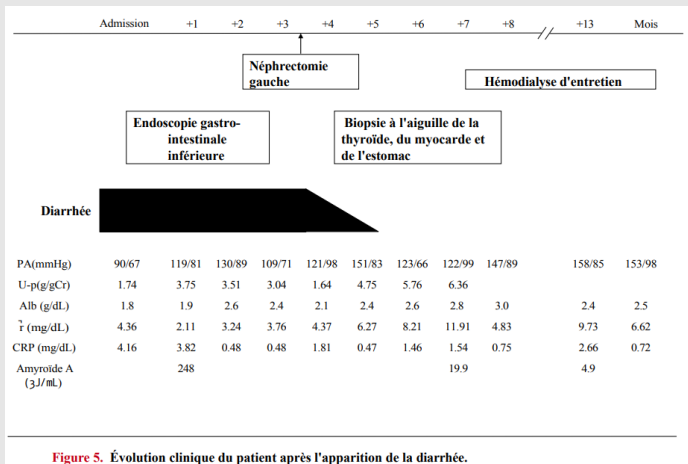 Admission +1 +2 +3 +4 +5 +6 +7 +8 +13 Mois
Néphrectomie
gauche
Hémodialyse d'entretien
Endoscopie gastro-
intestinale
inférieure
Biopsie à l'aiguille de la
thyroïde, du myocarde et
de l'estomac
Diarrhée
PA(mmHg) 90/67 119/81 130/89 109/71 121/98 151/83 123/66 122/99 147/89 158/85 153/98
U-p(g/gCr) 1.74 3.75 3.51 3.04 1.64 4.75 5.76 6.36
Alb (g/dL) 1.8 1.9 2.6 2.4 2.1 2.4 2.6 2.8 3.0 2.4 2.5
r (mg/dL) 4.36 2.11 3.24 3.76 4.37 6.27 8.21 11.91 4.83 9.73 6.62
CRP (mg/dL) 4.16 3.82 0.48 0.48 1.81 0.47 1.46 1.54 0.75 2.66 0.72
Amyroïde A 248 19.9 4.9
(3J/mL)
Figure 5. Évolution clinique du patient après l'apparition de la diarrhée.